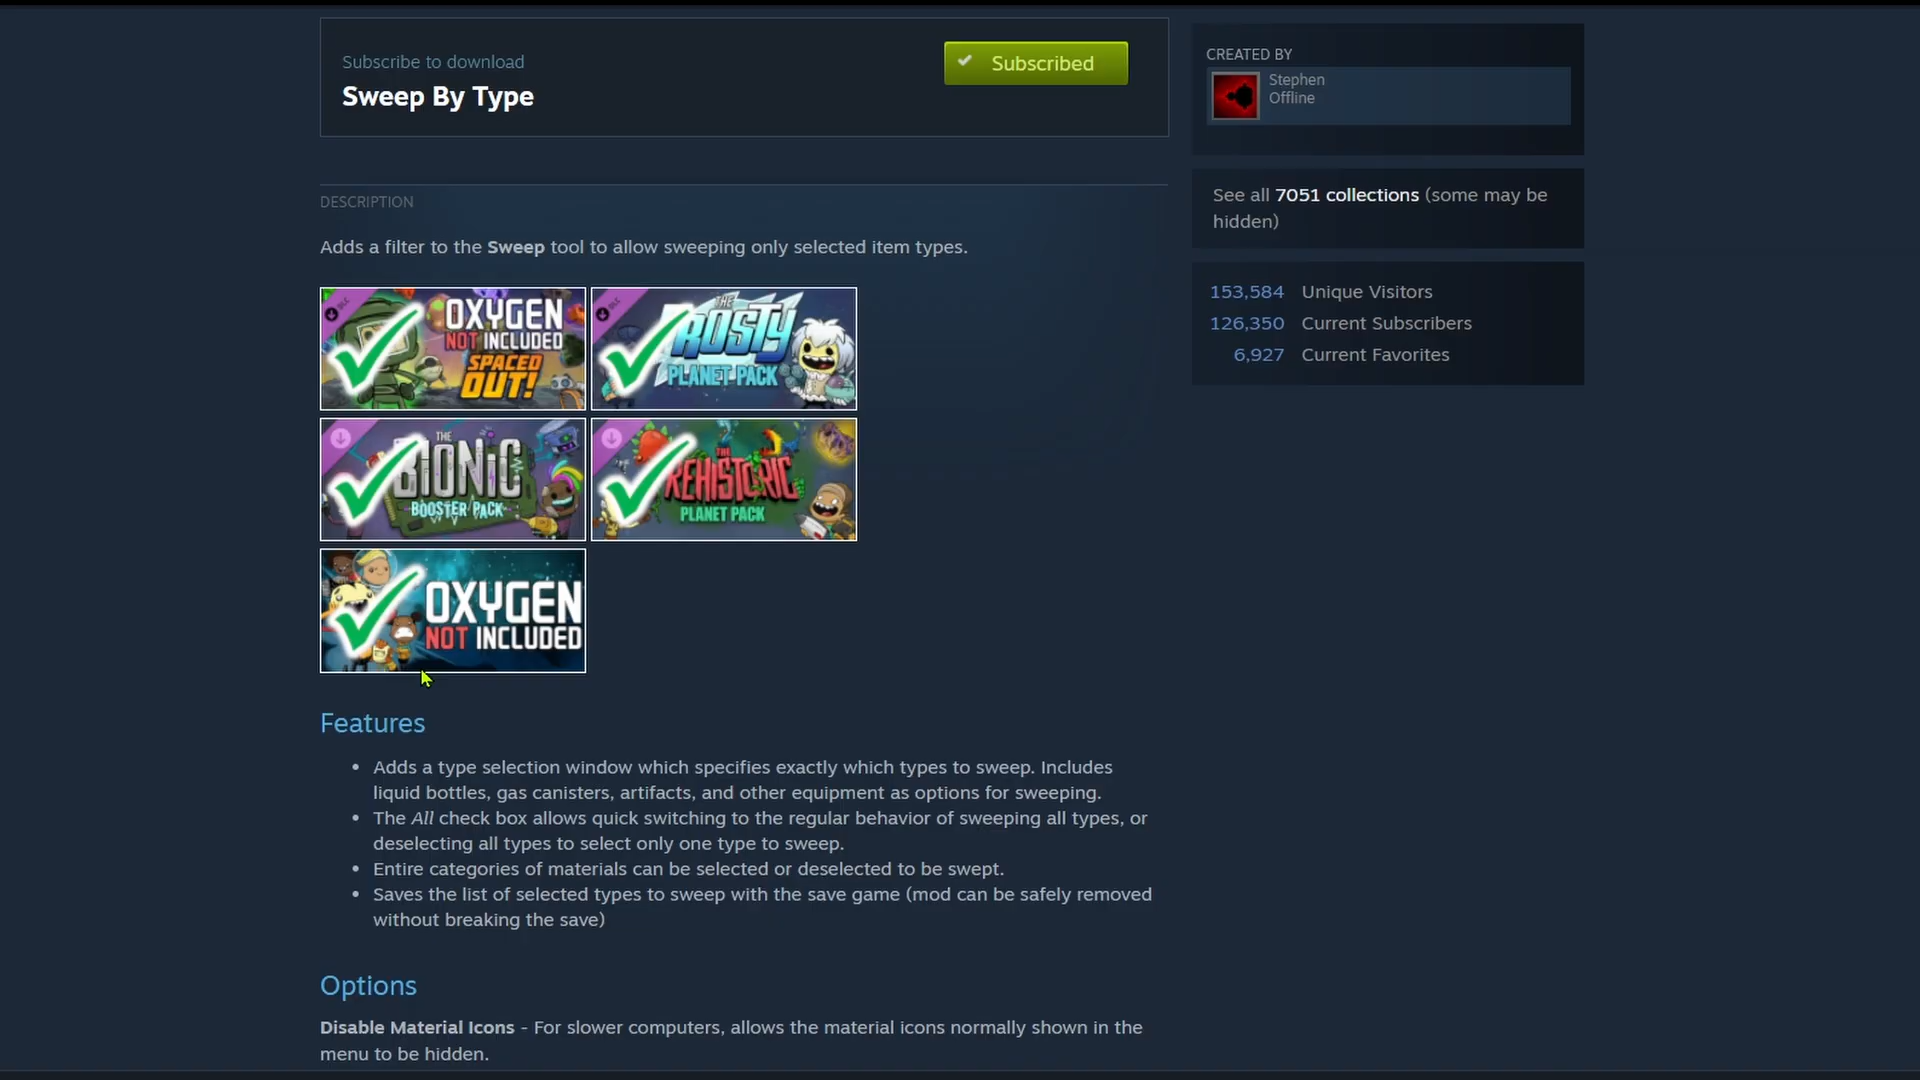 Subscribe to download
Sweep By Type
Subscribed
DESCRIPTION
Adds a filter to the Sweep tool to allow sweeping only selected item types.
DLC
OXYGEN
NOT INCLUDED
SPACED
OUT!
DLC
THE
ROSTY
PLANET PACK
THE
BIONIC
BOOSTER PACK
THE
REHISTORIC
PLANET PACK
OXYGEN
NOT INCLUDED
Features
• Adds a type selection window which specifies exactly which types to sweep. Includes
liquid bottles, gas canisters, artifacts, and other equipment as options for sweeping.
• The All check box allows quick switching to the regular behavior of sweeping all types, or
deselecting all types to select only one type to sweep.
• Entire categories of materials can be selected or deselected to be swept.
• Saves the list of selected types to sweep with the save game (mod can be safely removed
without breaking the save)
Options
Disable Material Icons - For slower computers, allows the material icons normally shown in the
menu to be hidden.
CREATED BY
Stephen
Offline
See all 7051 collections (some may be
hidden)
153,584 Unique Visitors
126,350 Current Subscribers
6,927 Current Favorites